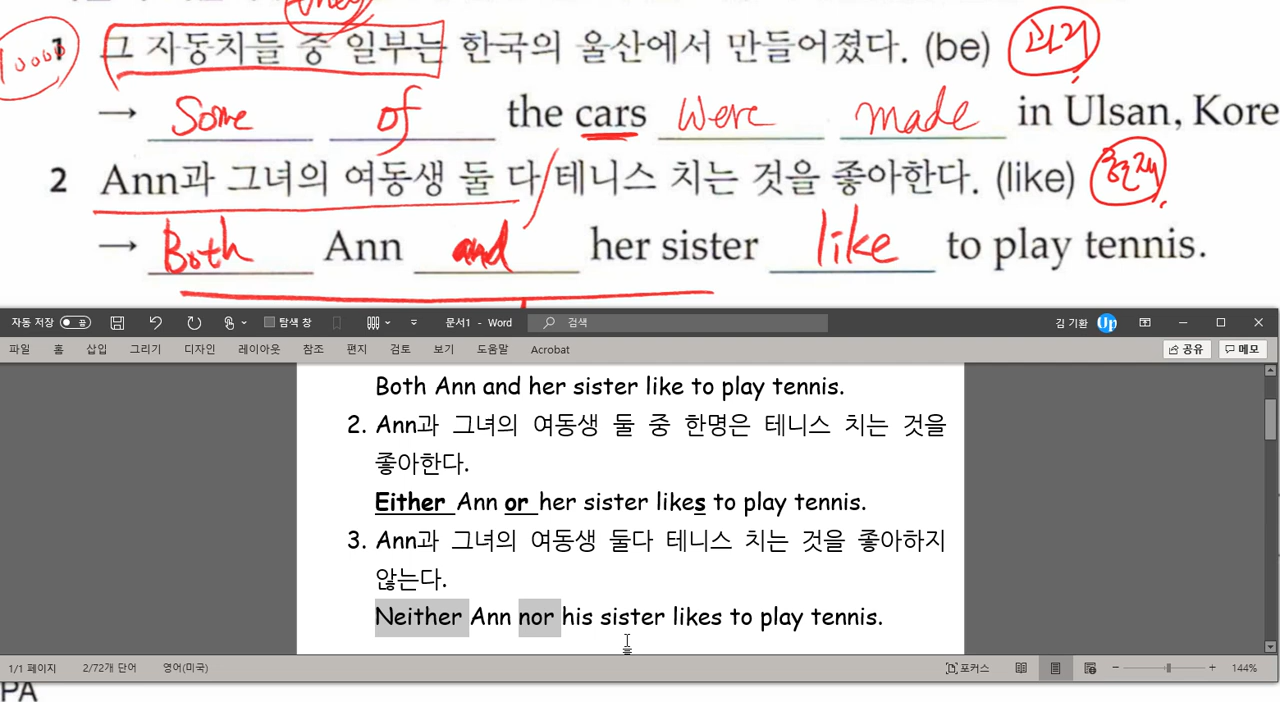 they
10000
1 그 자동차들 중 일부는 한국의 울산에서 만들어졌다. (be) 과거
→ Some of the cars were made in Ulsan, Kore
2 Ann과 그녀의 여동생 둘 다/테니스 치는 것을 좋아한다. (like) 현재
→ Both Ann and her sister like to play tennis.
자동 저장 끔 탐색 창 문서1 - Word 검색 김 기환 Up
파일 홈 삽입 그리기 디자인 레이아웃 참조 편지 검토 보기 도움말 Acrobat 공유 메모
Both Ann and her sister like to play tennis.
2. Ann과 그녀의 여동생 둘 중 한명은 테니스 치는 것을
좋아한다.
Either Ann or her sister likes to play tennis.
3. Ann과 그녀의 여동생 둘다 테니스 치는 것을 좋아하지
않는다.
Neither Ann nor his sister likes to play tennis.
1/1 페이지 2/72개 단어 영어(미국) 포커스 144%
PA